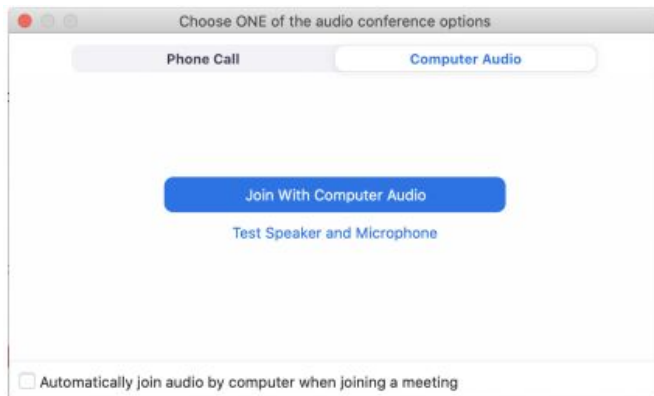 Choose ONE of the audio conference options
Phone Call
Computer Audio
Join With Computer Audio
Test Speaker and Microphone
Automatically join audio by computer when joining a meeting